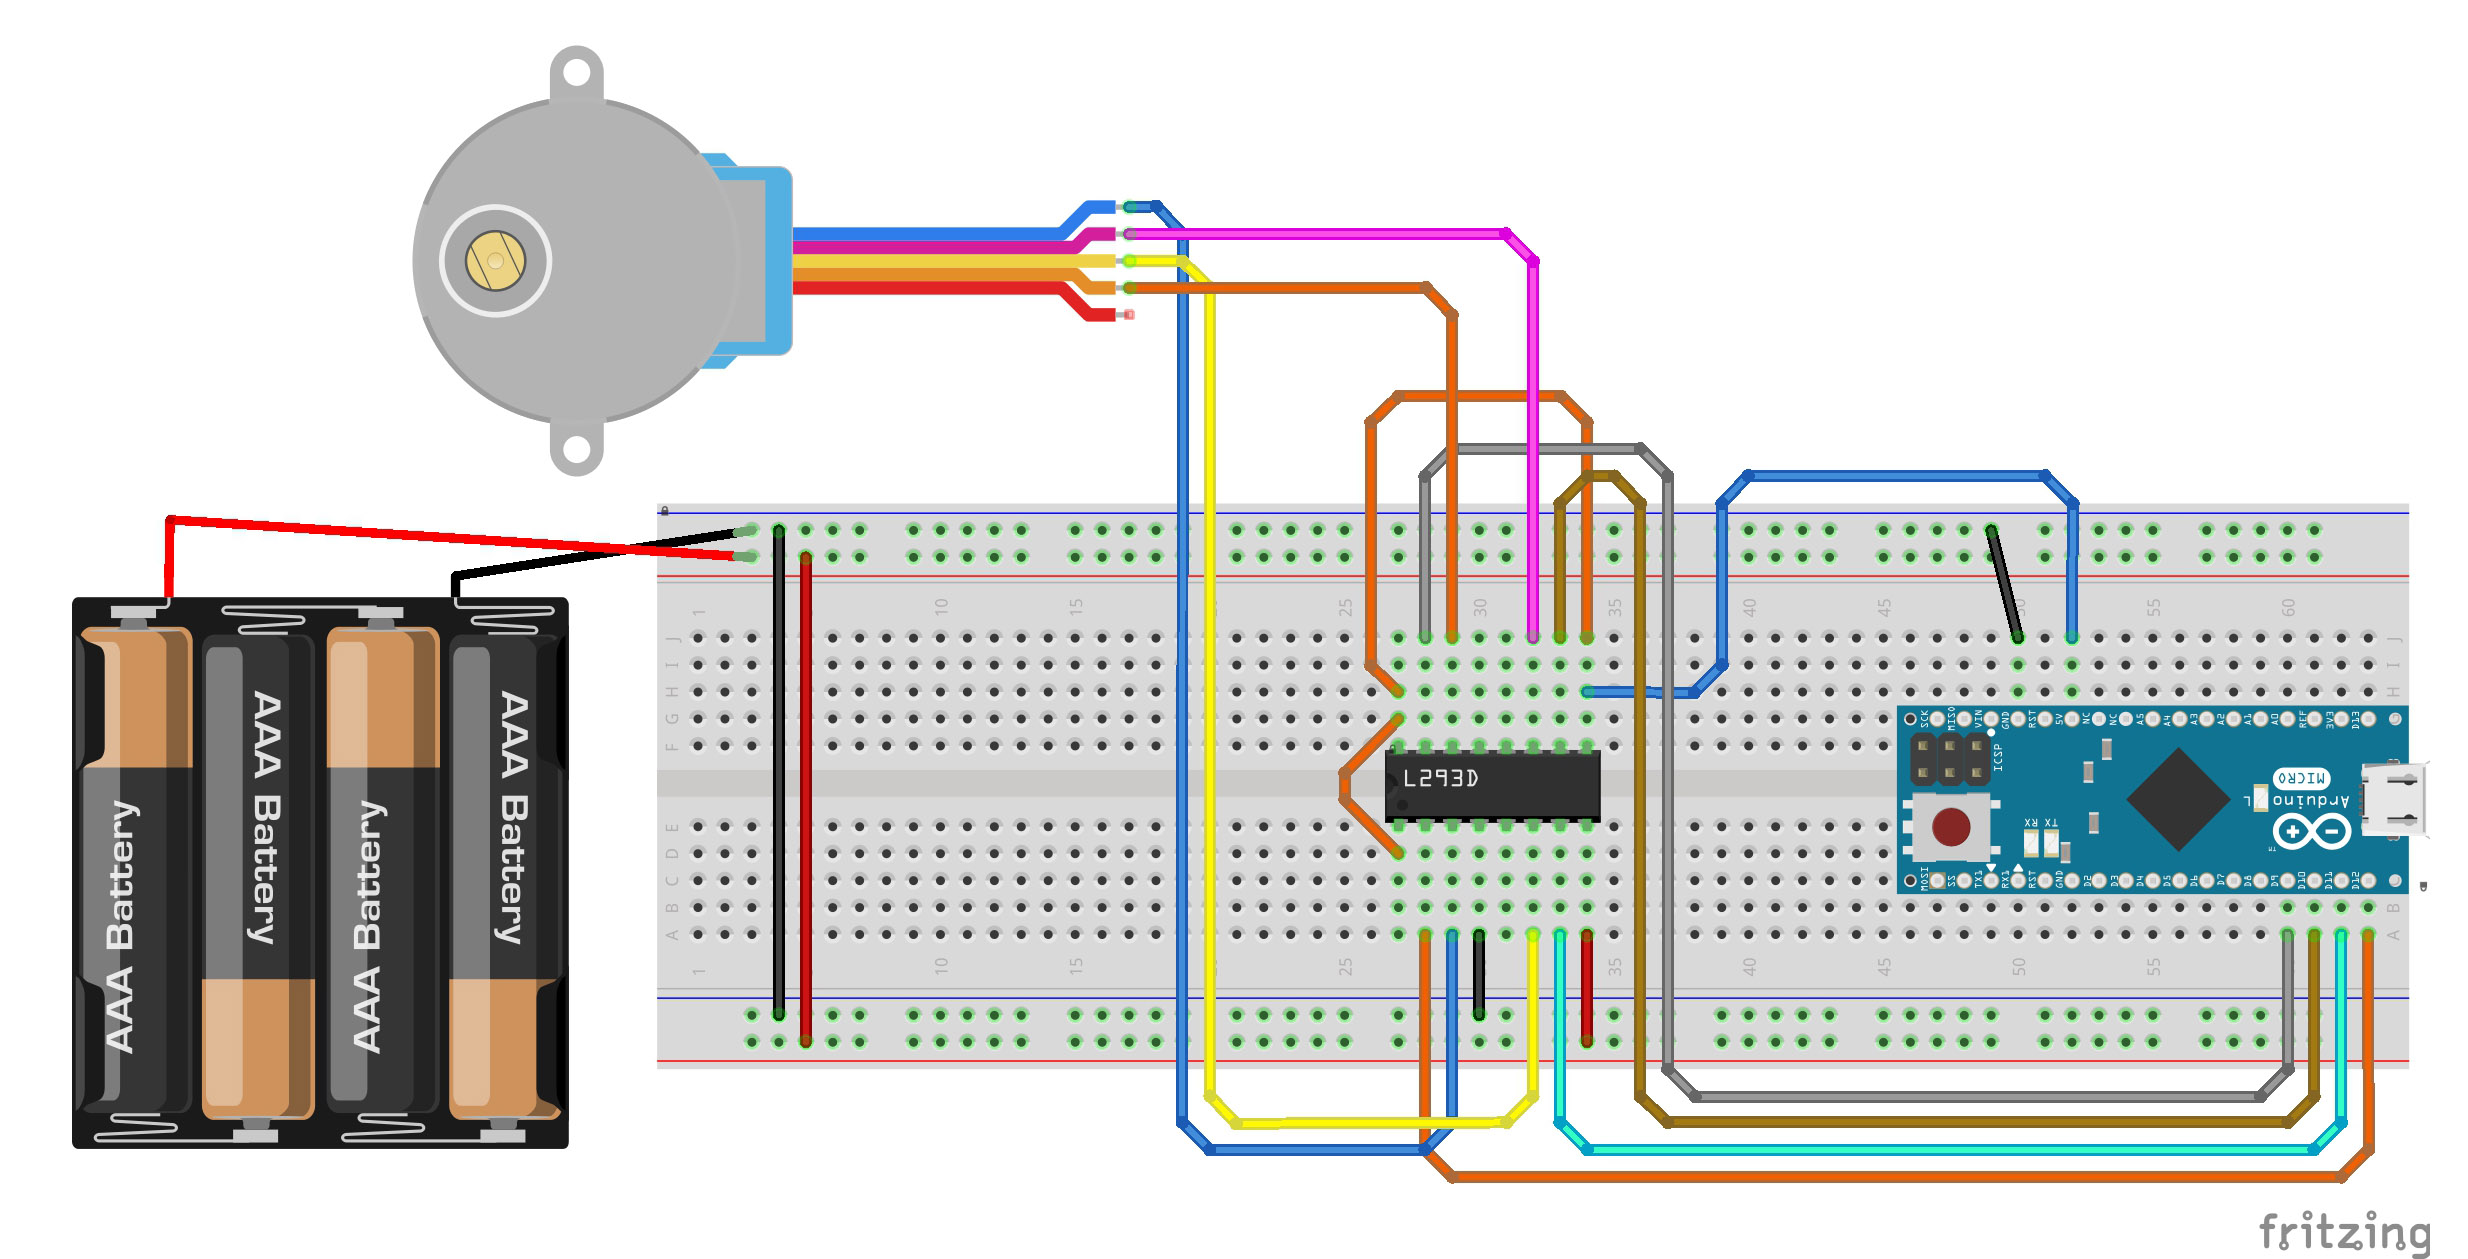 AAA Battery
AAA Battery
AAA Battery
AAA Battery
1
10
15
25
30
35
40
45
50
55
60
J
I
H
G
F
E
D
C
B
A
J
I
H
B
A
1
10
15
25
35
40
45
50
55
L293D
SCK
MISO
VIN
GND
RST
5V
NC
NC
A5
A4
A3
A2
A1
A0
REF
3V3
D13
ICSP
MICRO
Arduino
TM
L
RX
TX
MOSI
SS
TX1
RX1
RST
GND
D2
D3
D4
D5
D6
D7
D8
D9
D10
D11
D12
fritzing